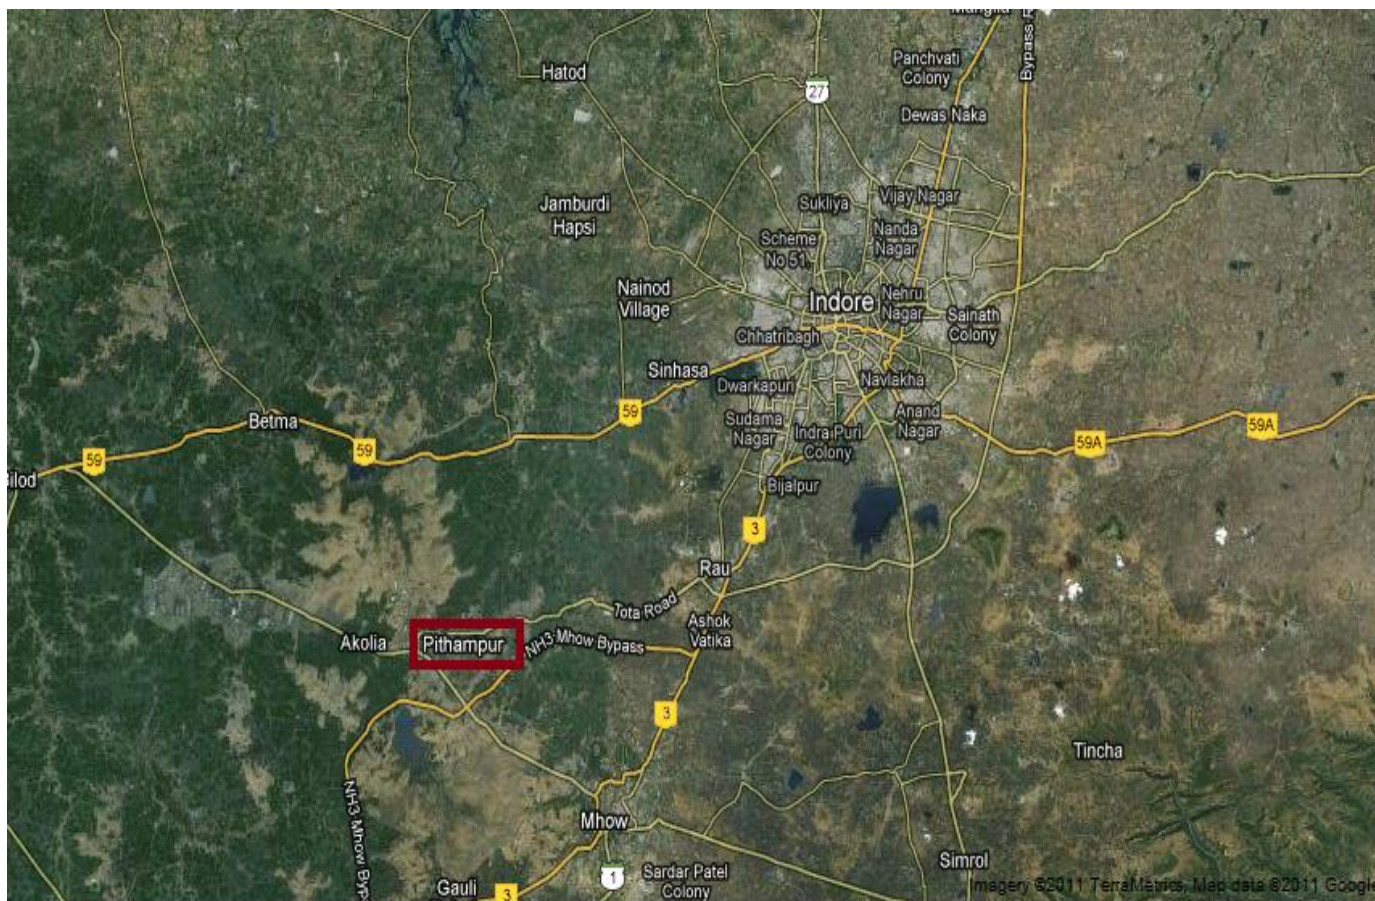 Manglia
Bypass R
Panchvati
Colony
Hatod
27
Dewas Naka
Jamburdi
Hapsi
Sukliya
Vijay Nagar
Scheme
No 51
Nanda
Nagar
Nainod
Village
Indore
Nehru
Nagar
Sainath
Colony
Chhatribagh
Sinhasa
Dwarkapuri
Navlakha
59
Betma
Sudama
Nagar
Indra Puri
Colony
Anand
Nagar
59A
59A
59
59
Bilod
Bijalpur
3
Rau
Tota Road
Ashok
Vatika
Akolia
Pithampur
NH3 Mhow Bypass
3
Tincha
NH3 Mhow Byp
Mhow
Simrol
Sardar Patel
Colony
1
Gauli
3
Imagery ©2011 TerraMetrics, Map data ©2011 Google